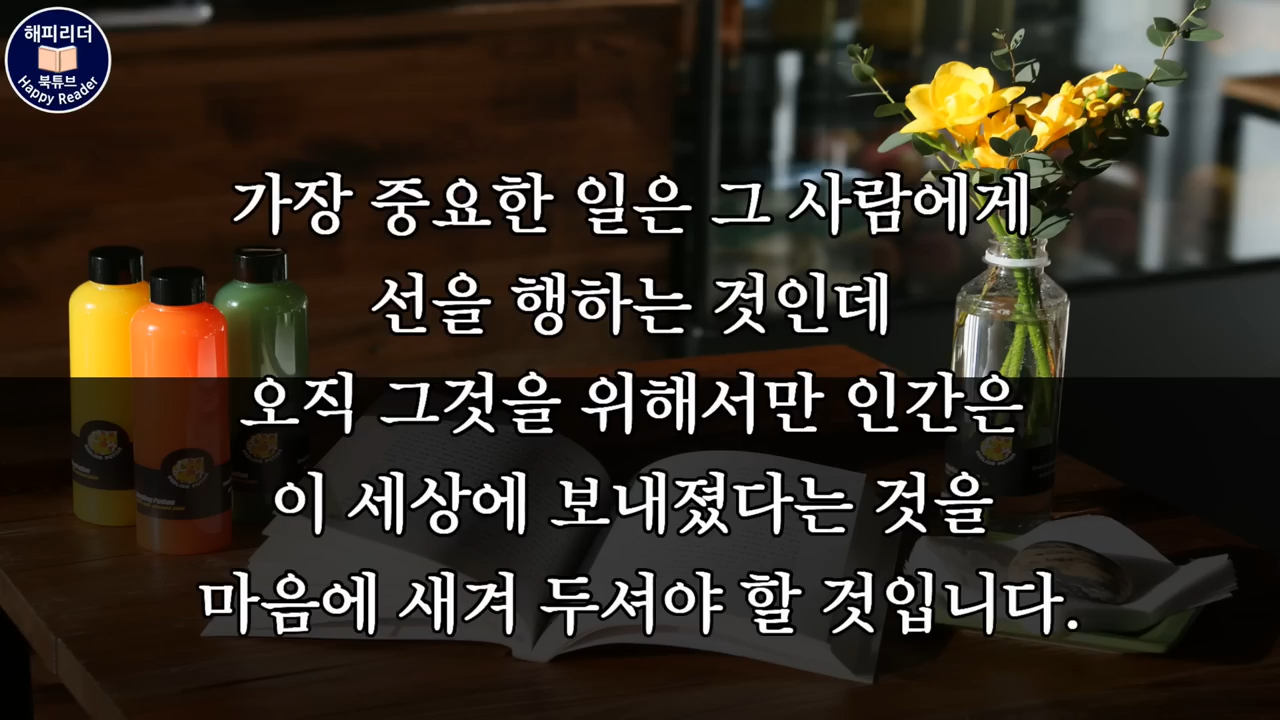 해피리더
북튜브
Happy Reader
가장 중요한 일은 그 사람에게
선을 행하는 것인데
오직 그것을 위해서만 인간은
이 세상에 보내졌다는 것을
마음에 새겨 두셔야 할 것입니다.